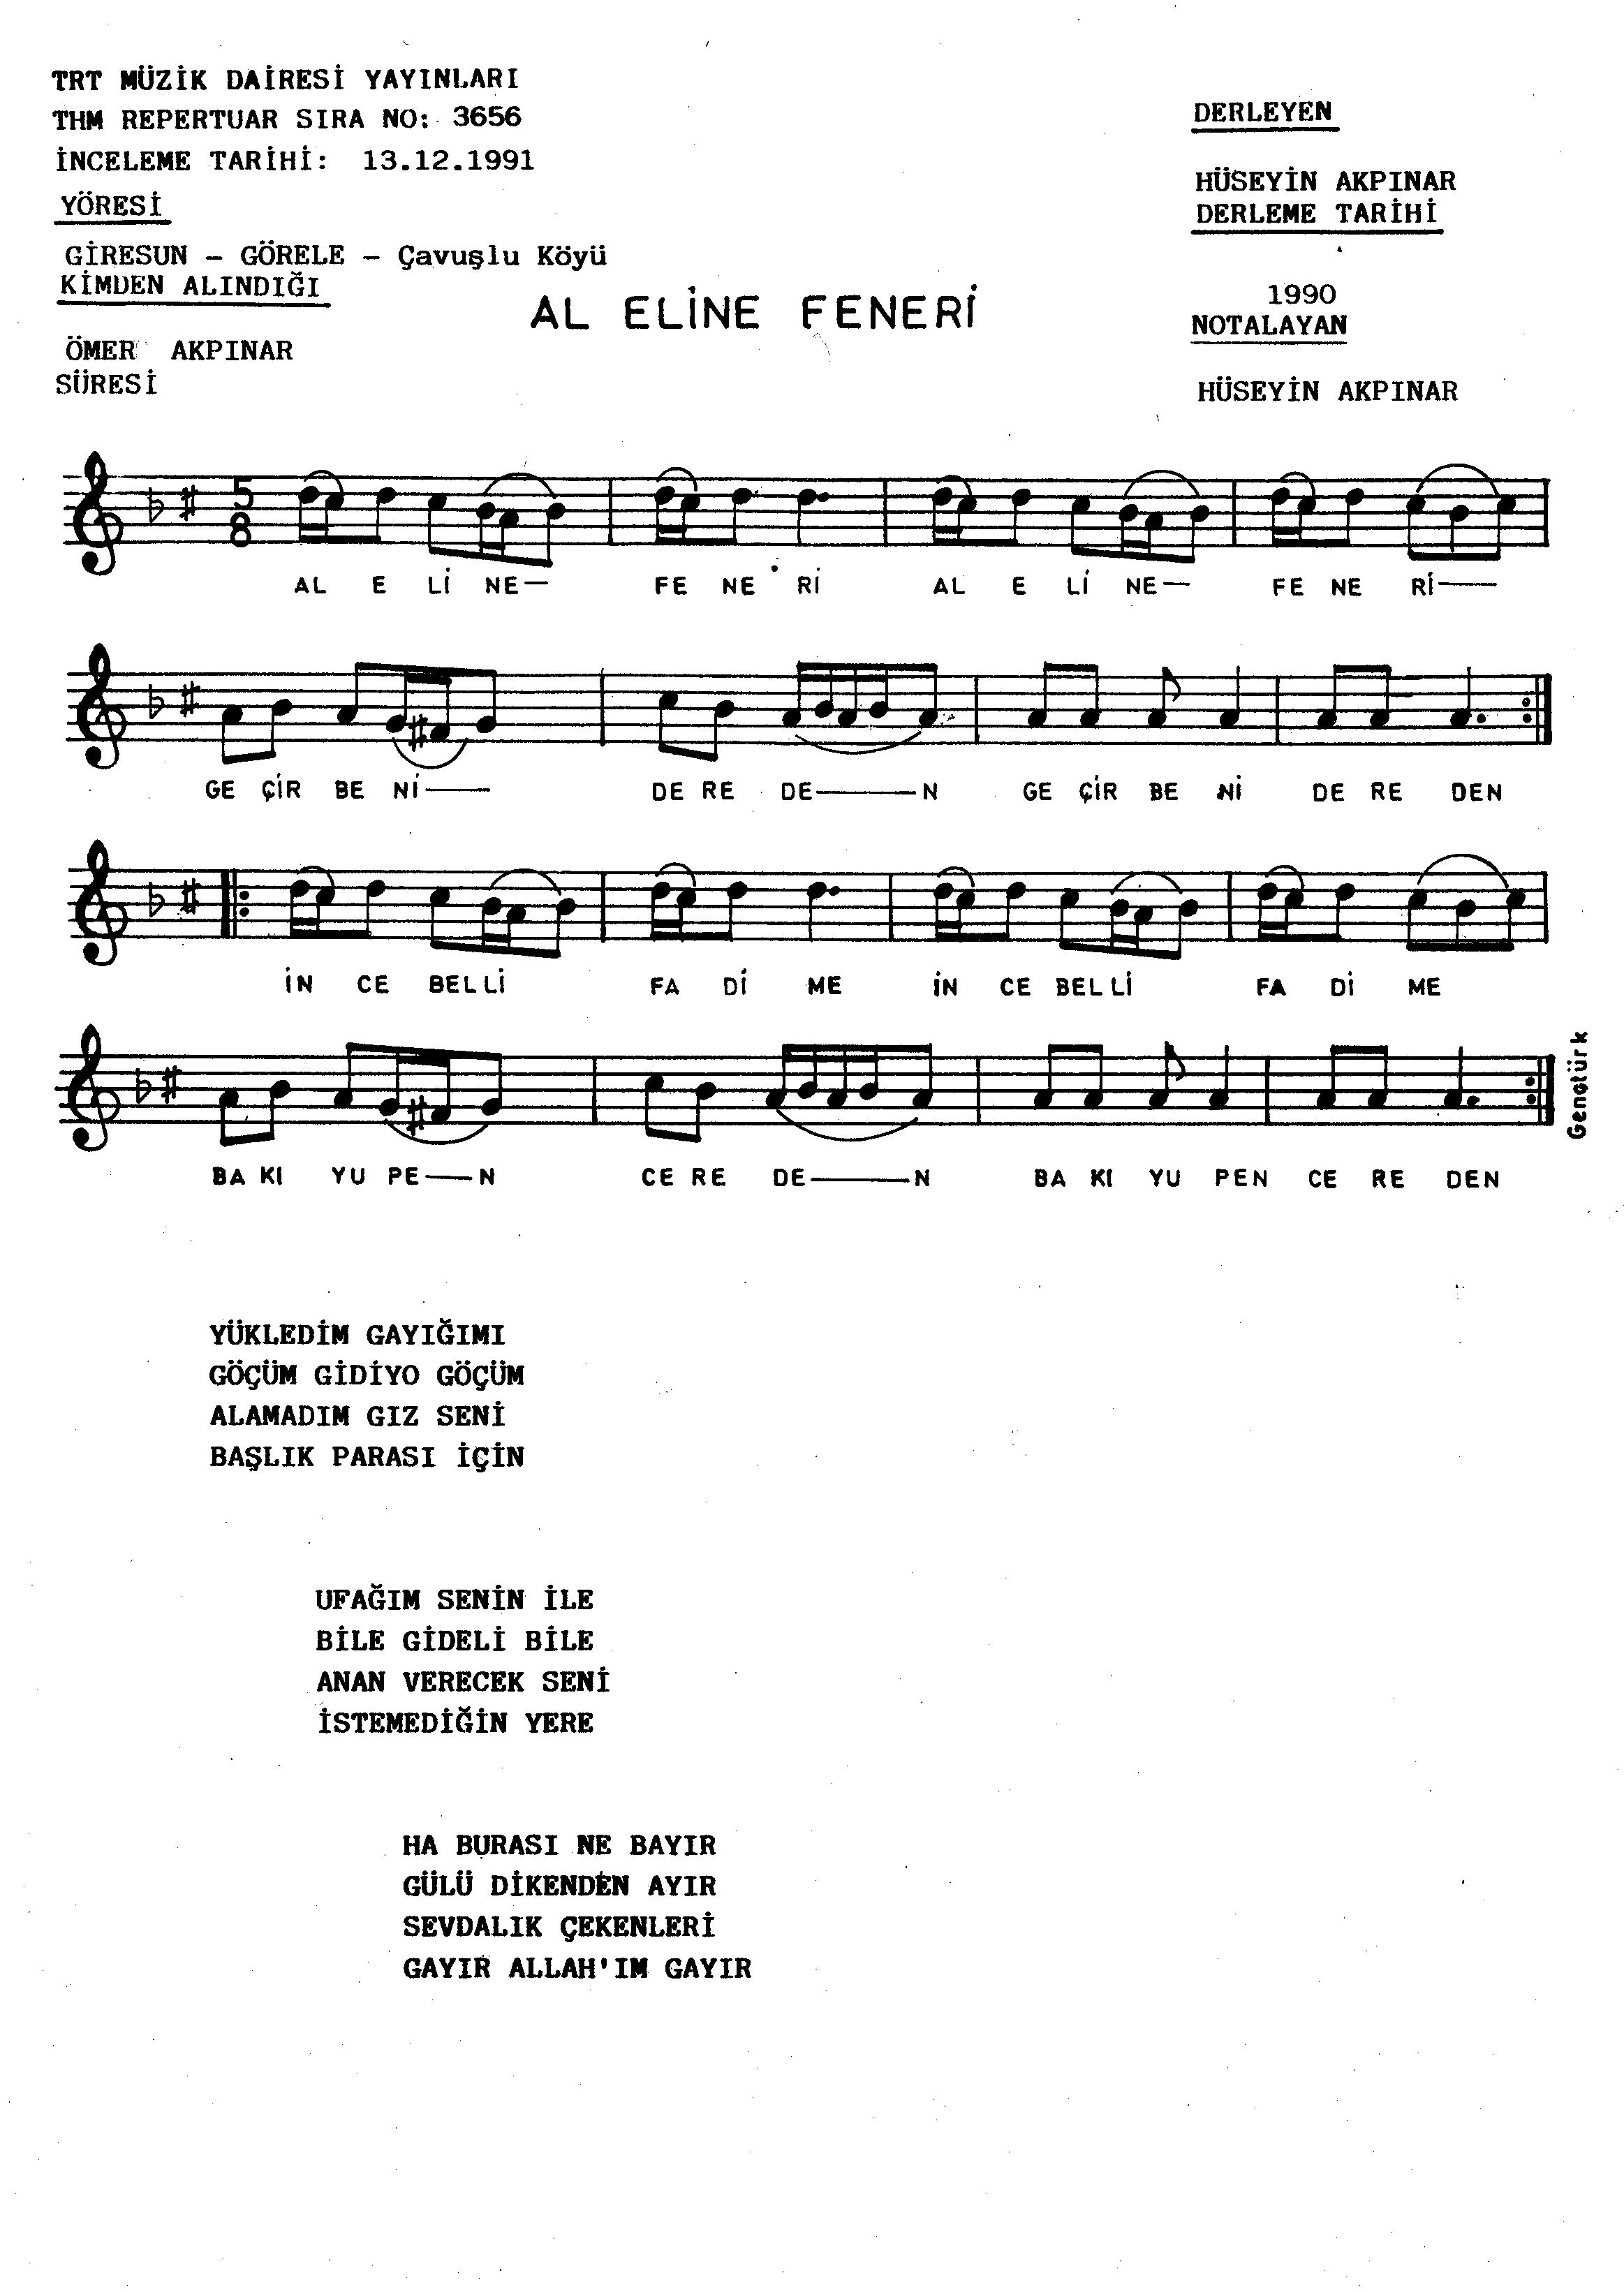 TRT MÜZİK DAİRESİ YAYINLARI
THM REPERTUAR SIRA NO: 3656
İNCELEME TARİHİ: 13.12.1991
YÖRESİ
GİRESUN - GÖRELE - Çavuşlu Köyü
KİMDEN ALINDIĞI
ÖMER AKPINAR
SÜRESİ
DERLEYEN
HÜSEYİN AKPINAR
DERLEME TARİHİ
1990
NOTALAYAN
HÜSEYİN AKPINAR
AL ELİNE FENERİ
5
8
AL E Lİ NE— FE NE Rİ AL E Lİ NE— FE NE Rİ—
GE ÇİR BE Nİ— DE RE DE—N GE ÇİR BE Nİ DE RE DEN
İN CE BEL Lİ FA Dİ ME İN CE BEL Lİ FA Dİ ME
BA KI YU PE—N CE RE DE—N BA KI YU PEN CE RE DEN
Genatürk
YÜKLEDİM GAYIĞIMI
GÖÇÜM GİDİYO GÖÇÜM
ALAMADIM GIZ SENİ
BAŞLIK PARASI İÇİN
UFAĞIM SENİN İLE
BİLE GİDELİ BİLE
ANAN VERECEK SENİ
İSTEMEDİĞİN YERE
HA BURASI NE BAYIR
GÜLÜ DİKENDEN AYIR
SEVDALIK ÇEKENLERİ
GAYIR ALLAH'IM GAYIR